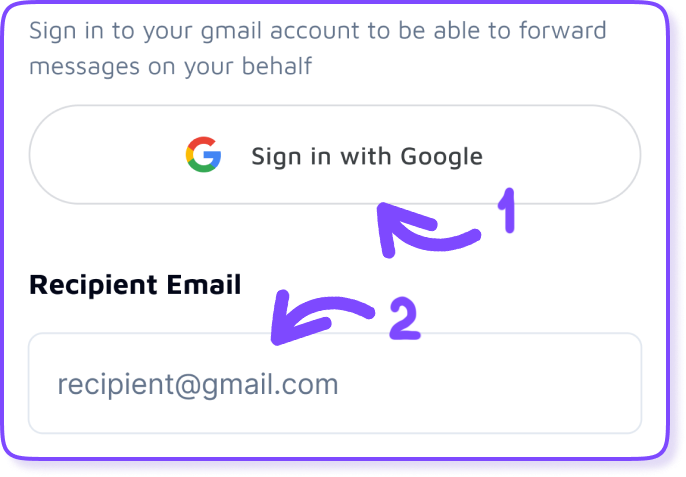 Sign in to your gmail account to be able to forward
messages on your behalf
Sign in with Google
1
Recipient Email
2
recipient@gmail.com